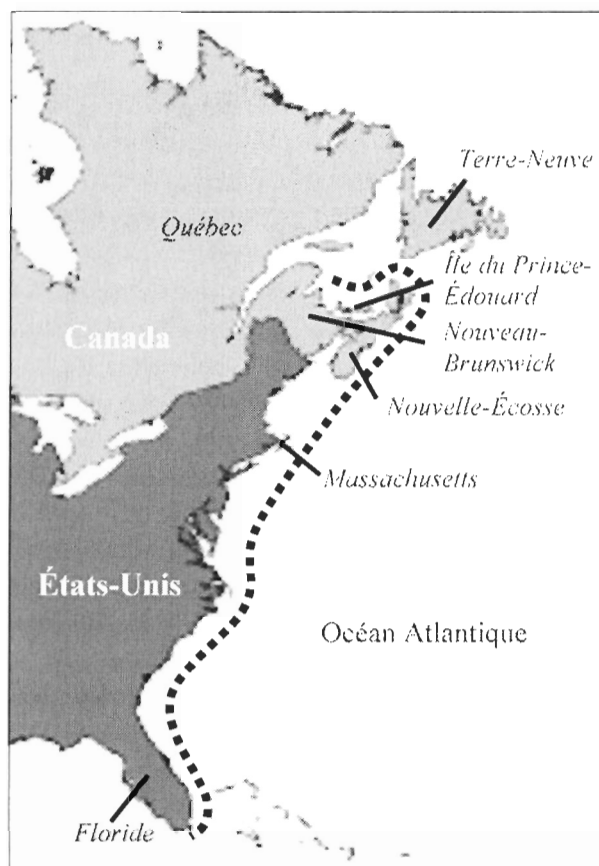 Terre-Neuve
Québec
Île du Prince-
Édouard
Canada
Nouveau-
Brunswick
Nouvelle-Écosse
Massachusetts
États-Unis
Océan Atlantique
Floride